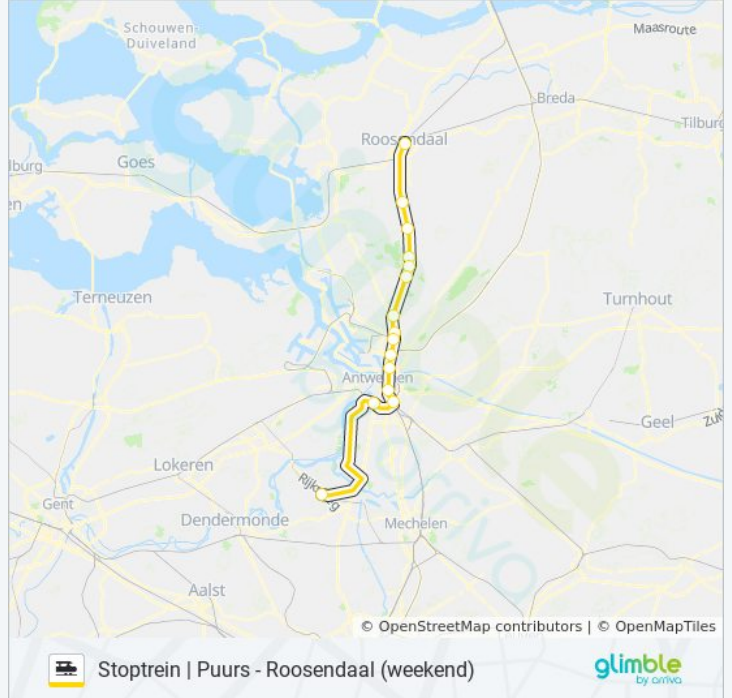 Schouwen-
Duiveland
Maasroute
Breda
Tilburg
Roosendaal
Goes
lburg
en
Terneuzen
Turnhout
Antwerpen
Geel
Lokeren
Gent
Dendermonde
Mechelen
Aalst
© OpenStreetMap contributors | © OpenMapTiles
Stoptrein | Puurs - Roosendaal (weekend)
glimble
by arriva